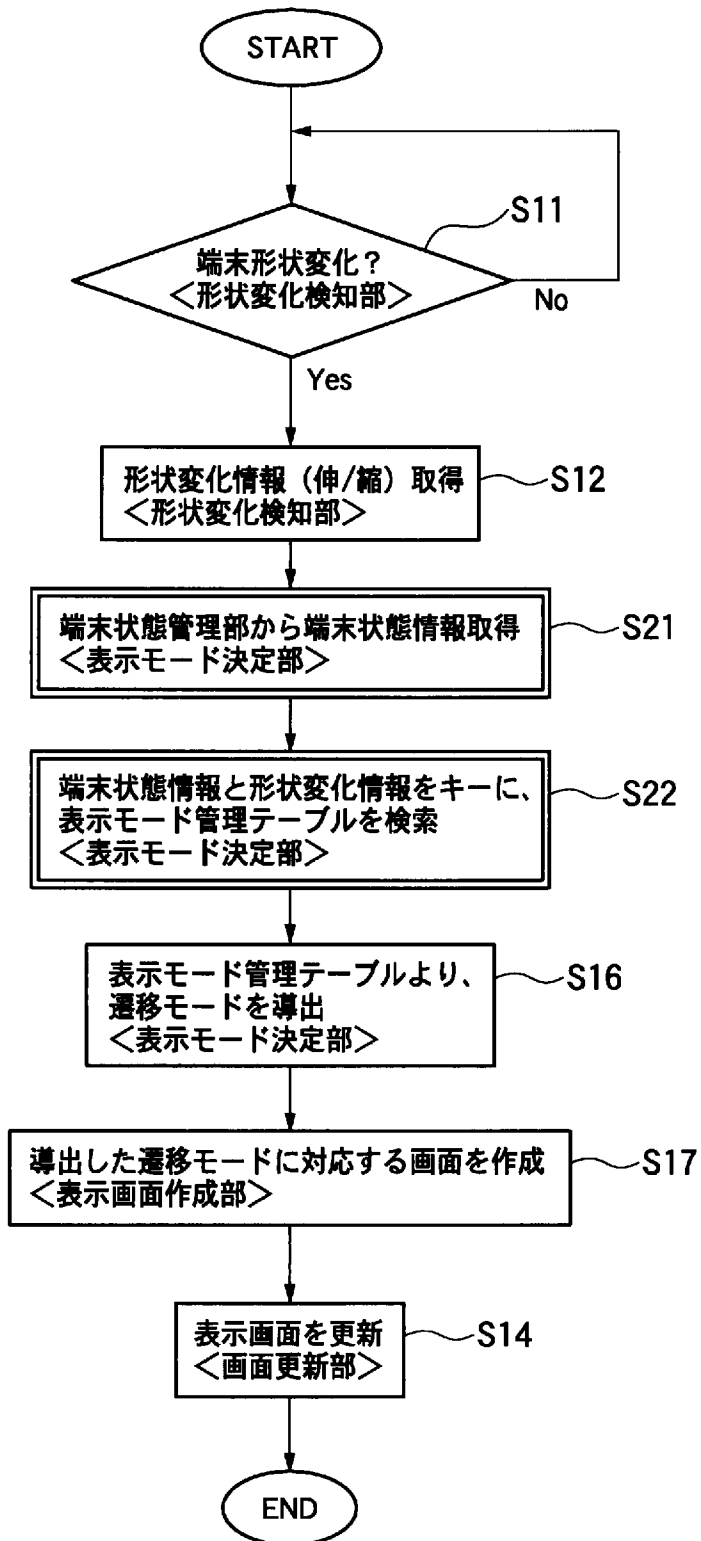 START
S11
端末形状変化？
＜形状変化検知部＞
No
Yes
形状変化情報（伸/縮）取得
＜形状変化検知部＞
S12
端末状態管理部から端末状態情報取得
＜表示モード決定部＞
S21
端末状態情報と形状変化情報をキーに、
表示モード管理テーブルを検索
＜表示モード決定部＞
S22
表示モード管理テーブルより、
遷移モードを導出
＜表示モード決定部＞
S16
導出した遷移モードに対応する画面を作成
＜表示画面作成部＞
S17
表示画面を更新
＜画面更新部＞
S14
END